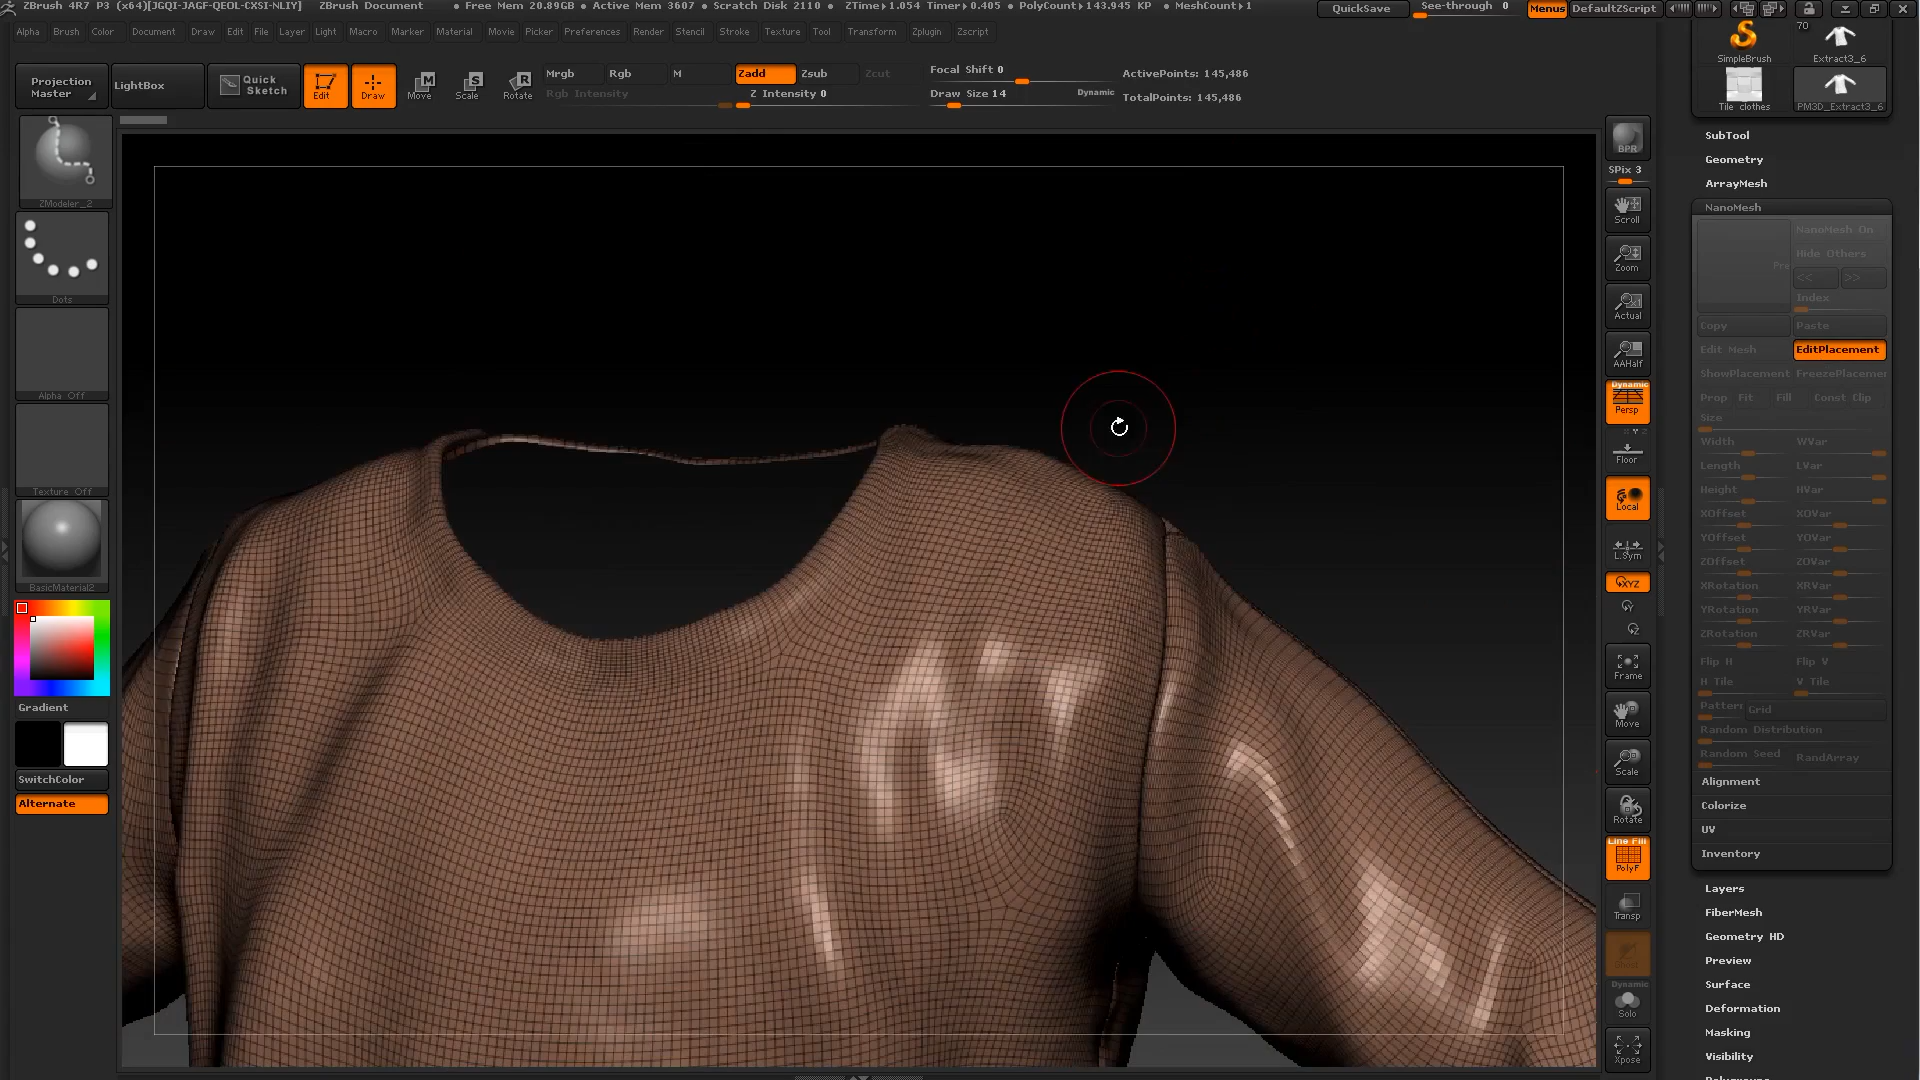 ZBrush 4R7 P3 (x64)[JGQI-JAGF-QEOL-CXSI-NLIY] ZBrush Document • Free Mem 20.89GB • Active Mem 3607 • Scratch Disk 2110 • ZTime▸1.054 Timer▸0.405 • PolyCount▸143.945 KP • MeshCount▸1 QuickSave See-through 0 Menus DefaultZScript
Alpha Brush Color Document Draw Edit File Layer Light Macro Marker Material Movie Picker Preferences Render Stencil Stroke Texture Tool Transform Zplugin Zscript
Projection Master
LightBox
Quick Sketch
Edit
Draw
Move
Scale
Rotate
Mrgb Rgb M Zadd Zsub Zcut
Rgb Intensity Z Intensity 0
Focal Shift 0
Draw Size 14 Dynamic
ActivePoints: 145,486
TotalPoints: 145,486
ZModeler_2
Dots
Alpha Off
Texture Off
BasicMaterial2
Gradient
SwitchColor
Alternate
BPR
SPix 3
Scroll
Zoom
Actual
AAHalf
Dynamic
Persp
Floor
Local
L.Sym
XYZ
Y
Z
Frame
Move
Scale
Rotate
Line Fill
PolyF
Transp
Ghost
Dynamic
Solo
Xpose
70
SimpleBrush Extract3_6
Tile_clothes PM3D_Extract3_6
SubTool
Geometry
ArrayMesh
NanoMesh
NanoMesh On
Hide Others
<< >>
Index
Copy Paste
Edit Mesh EditPlacement
ShowPlacement FreezePlacemen
Prop Fit Fill Const Clip
Size
Width WVar
Length LVar
Height HVar
XOffset XOVar
YOffset YOVar
ZOffset ZOVar
XRotation XRVar
YRotation YRVar
ZRotation ZRVar
Flip H Flip V
H Tile V Tile
Pattern Grid
Random Distribution
Random Seed RandArray
Alignment
Colorize
UV
Inventory
Layers
FiberMesh
Geometry HD
Preview
Surface
Deformation
Masking
Visibility